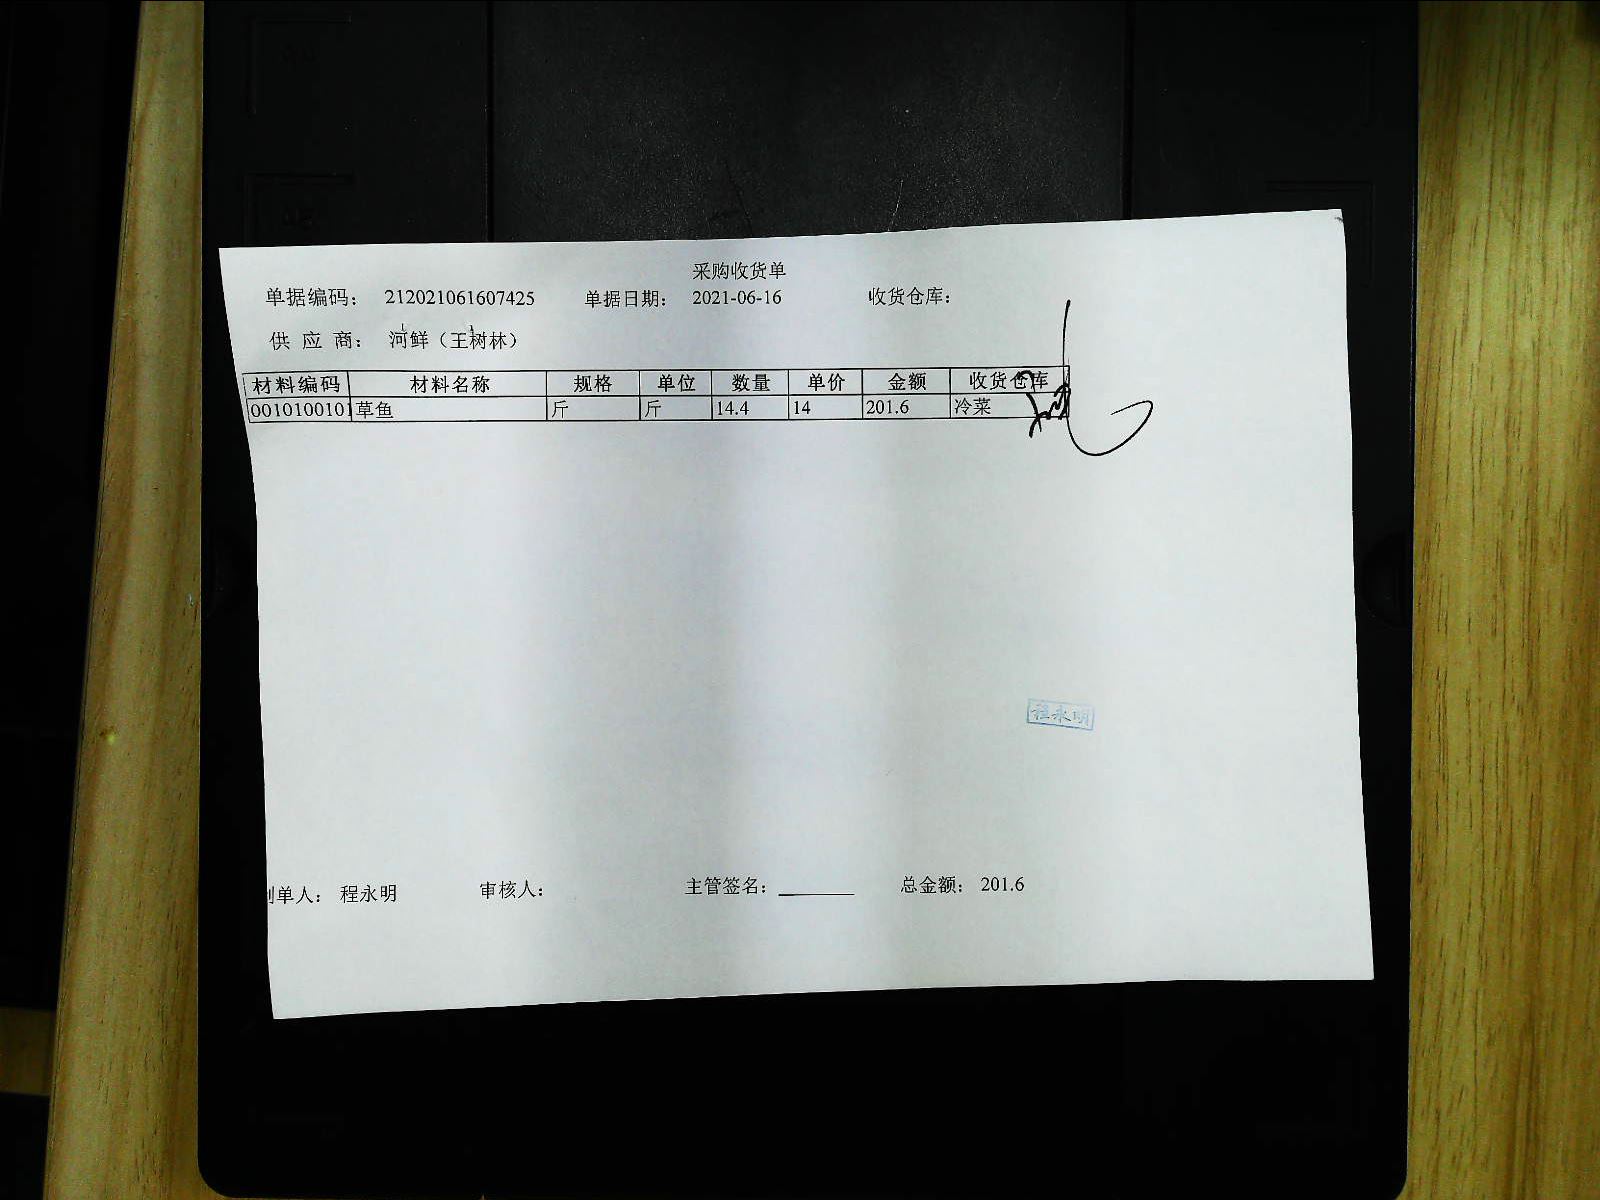 采购收货单
单据编码： 212021061607425 单据日期： 2021-06-16 收货仓库：
供应商： 河鲜（王树林）
材料编码 材料名称 规格 单位 数量 单价 金额 收货仓库
0010100101 草鱼 斤 斤 14.4 14 201.6 冷菜
程永明
制单人： 程永明 审核人： 主管签名： 总金额： 201.6